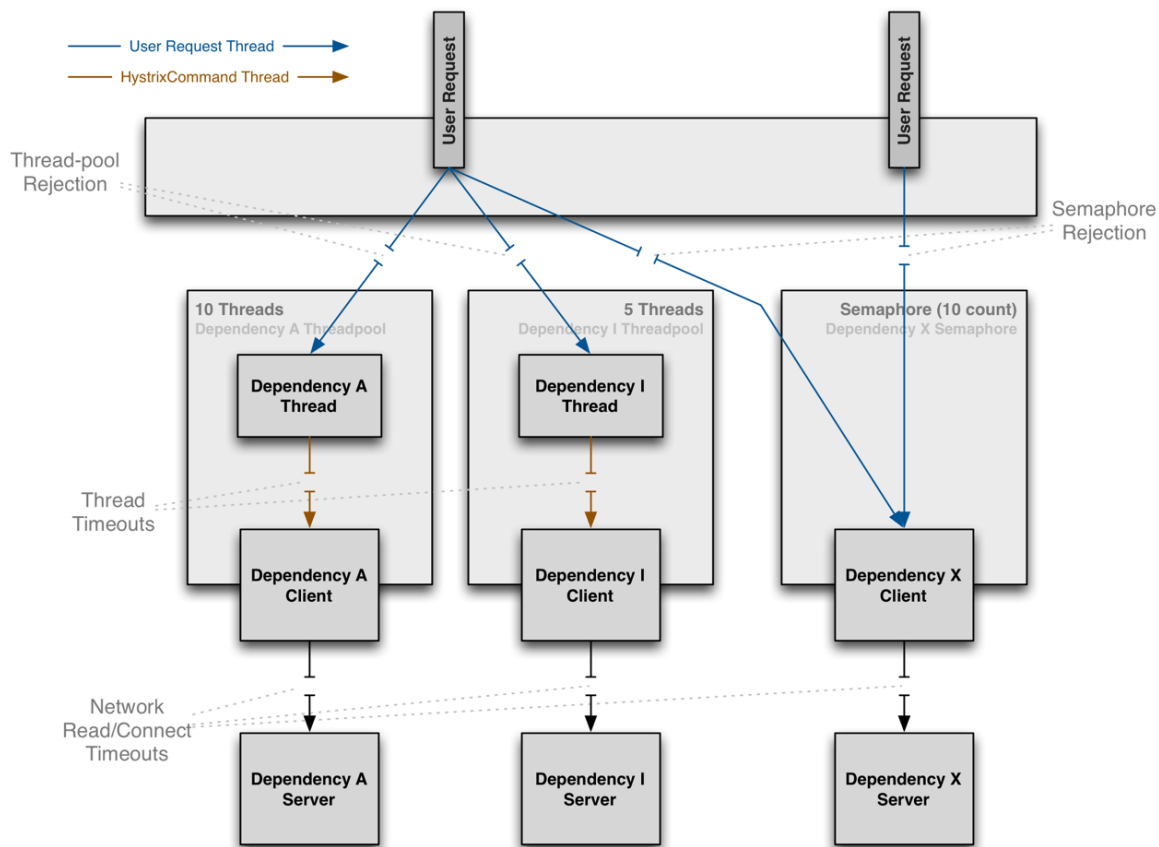 User Request Thread
HystrixCommand Thread
User Request
User Request
Thread-pool
Rejection
Semaphore
Rejection
10 Threads
Dependency A Threadpool
5 Threads
Dependency I Threadpool
Semaphore (10 count)
Dependency X Semaphore
Dependency A
Thread
Dependency I
Thread
Thread
Timeouts
Dependency A
Client
Dependency I
Client
Dependency X
Client
Network
Read/Connect
Timeouts
Dependency A
Server
Dependency I
Server
Dependency X
Server